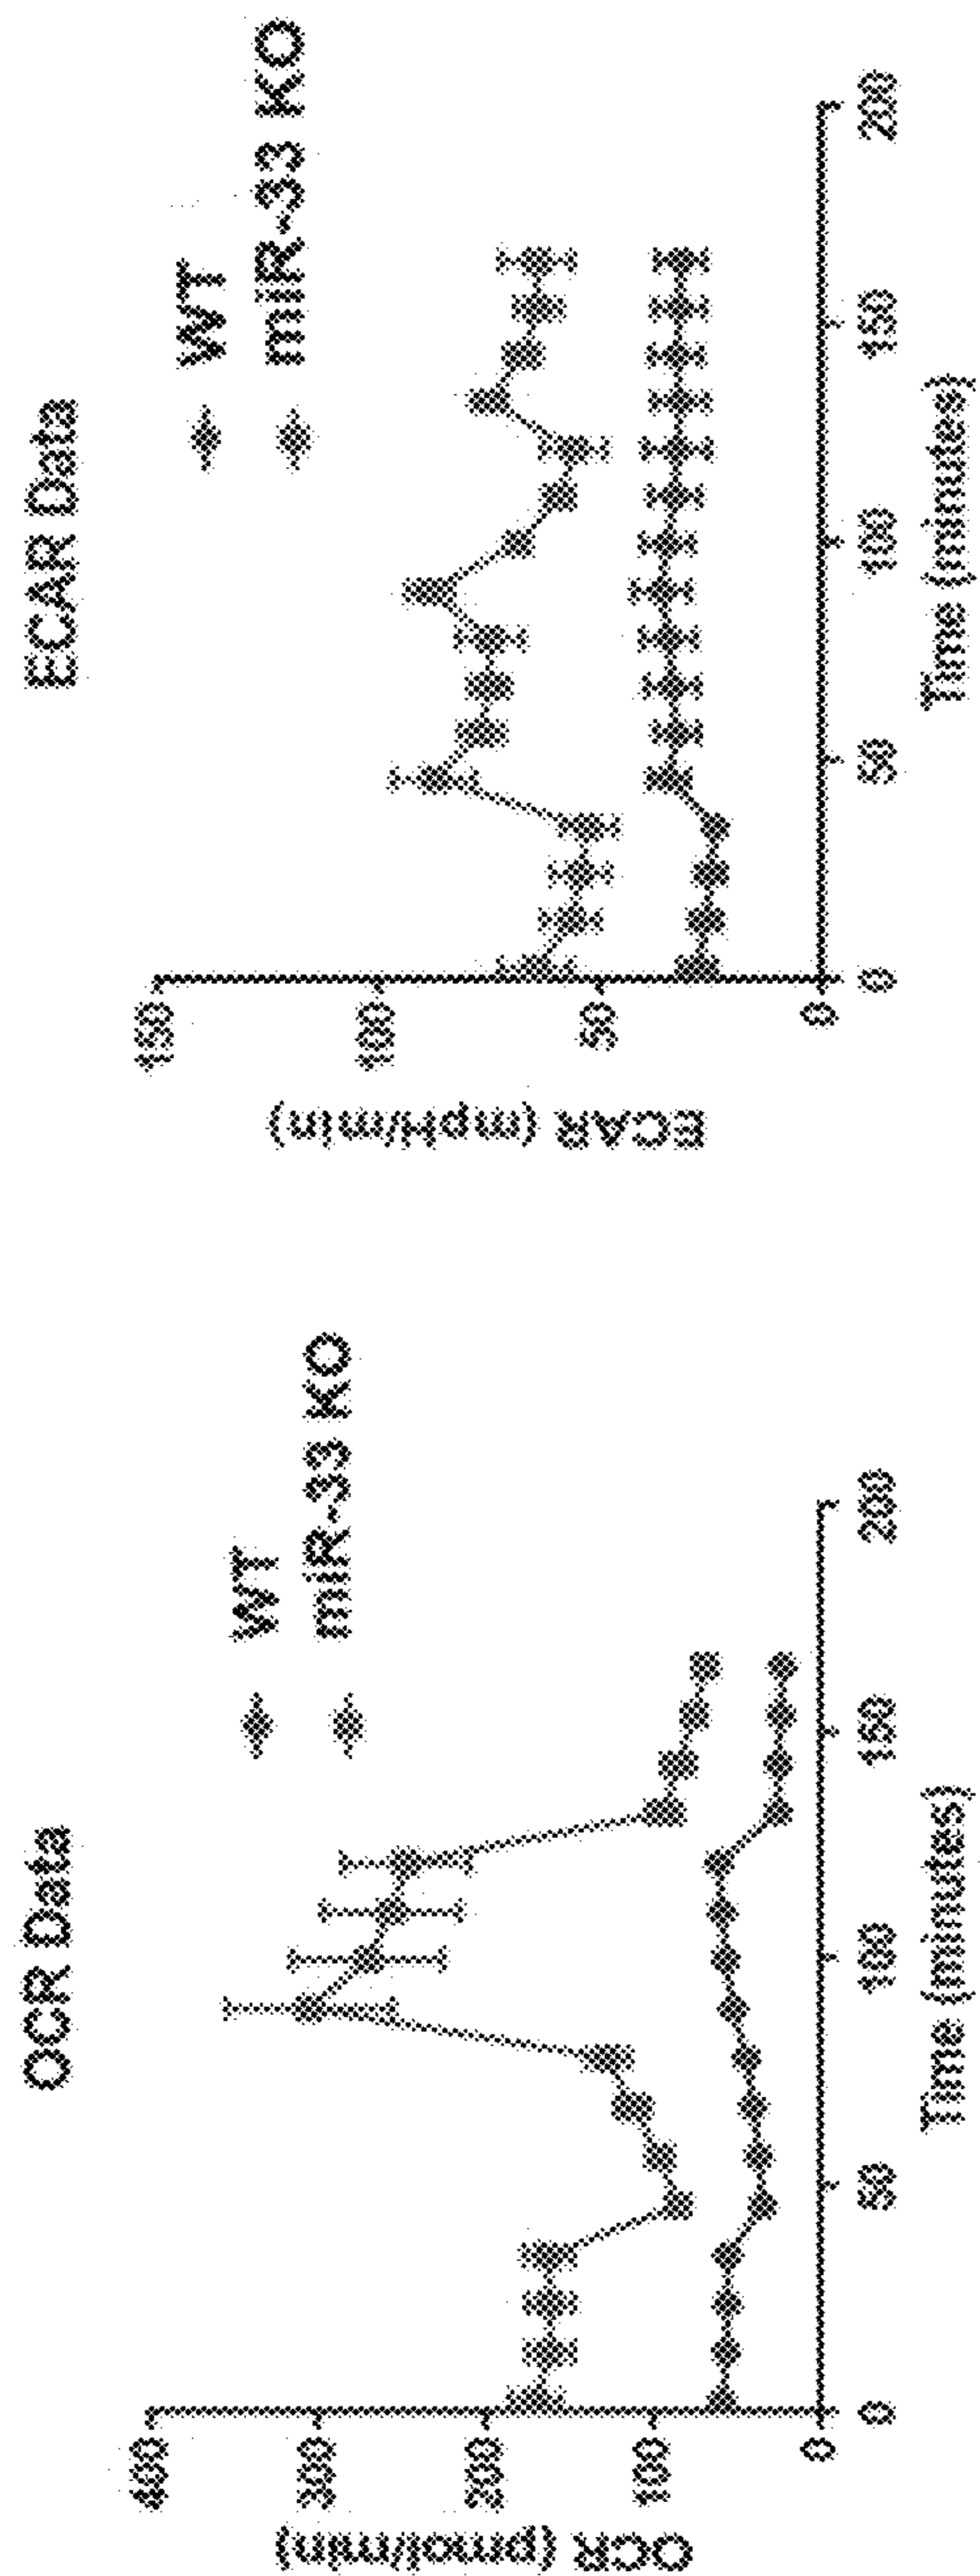 OCR Data
WT
miR-33 KO
400
300
200
100
0
OCR (pmol/min)
0
50
100
150
200
Time (minutes)
ECAR Data
WT
miR-33 KO
150
100
50
0
ECAR (mpH/min)
0
50
100
150
200
Time (minutes)